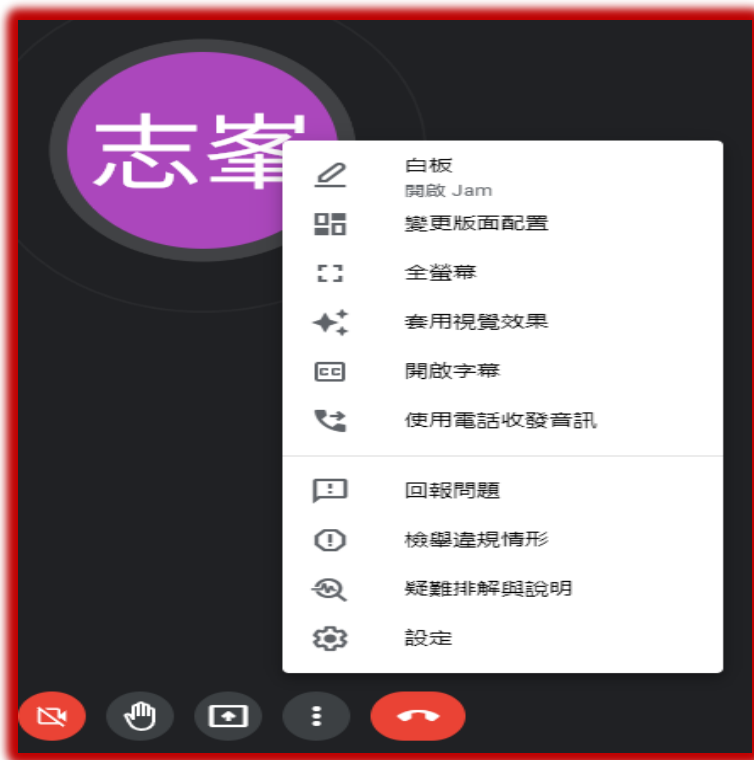 志峯
白板
開啟 Jam
變更版面配置
全螢幕
套用視覺效果
開啟字幕
使用電話收發音訊
回報問題
檢舉違規情形
疑難排解與說明
設定